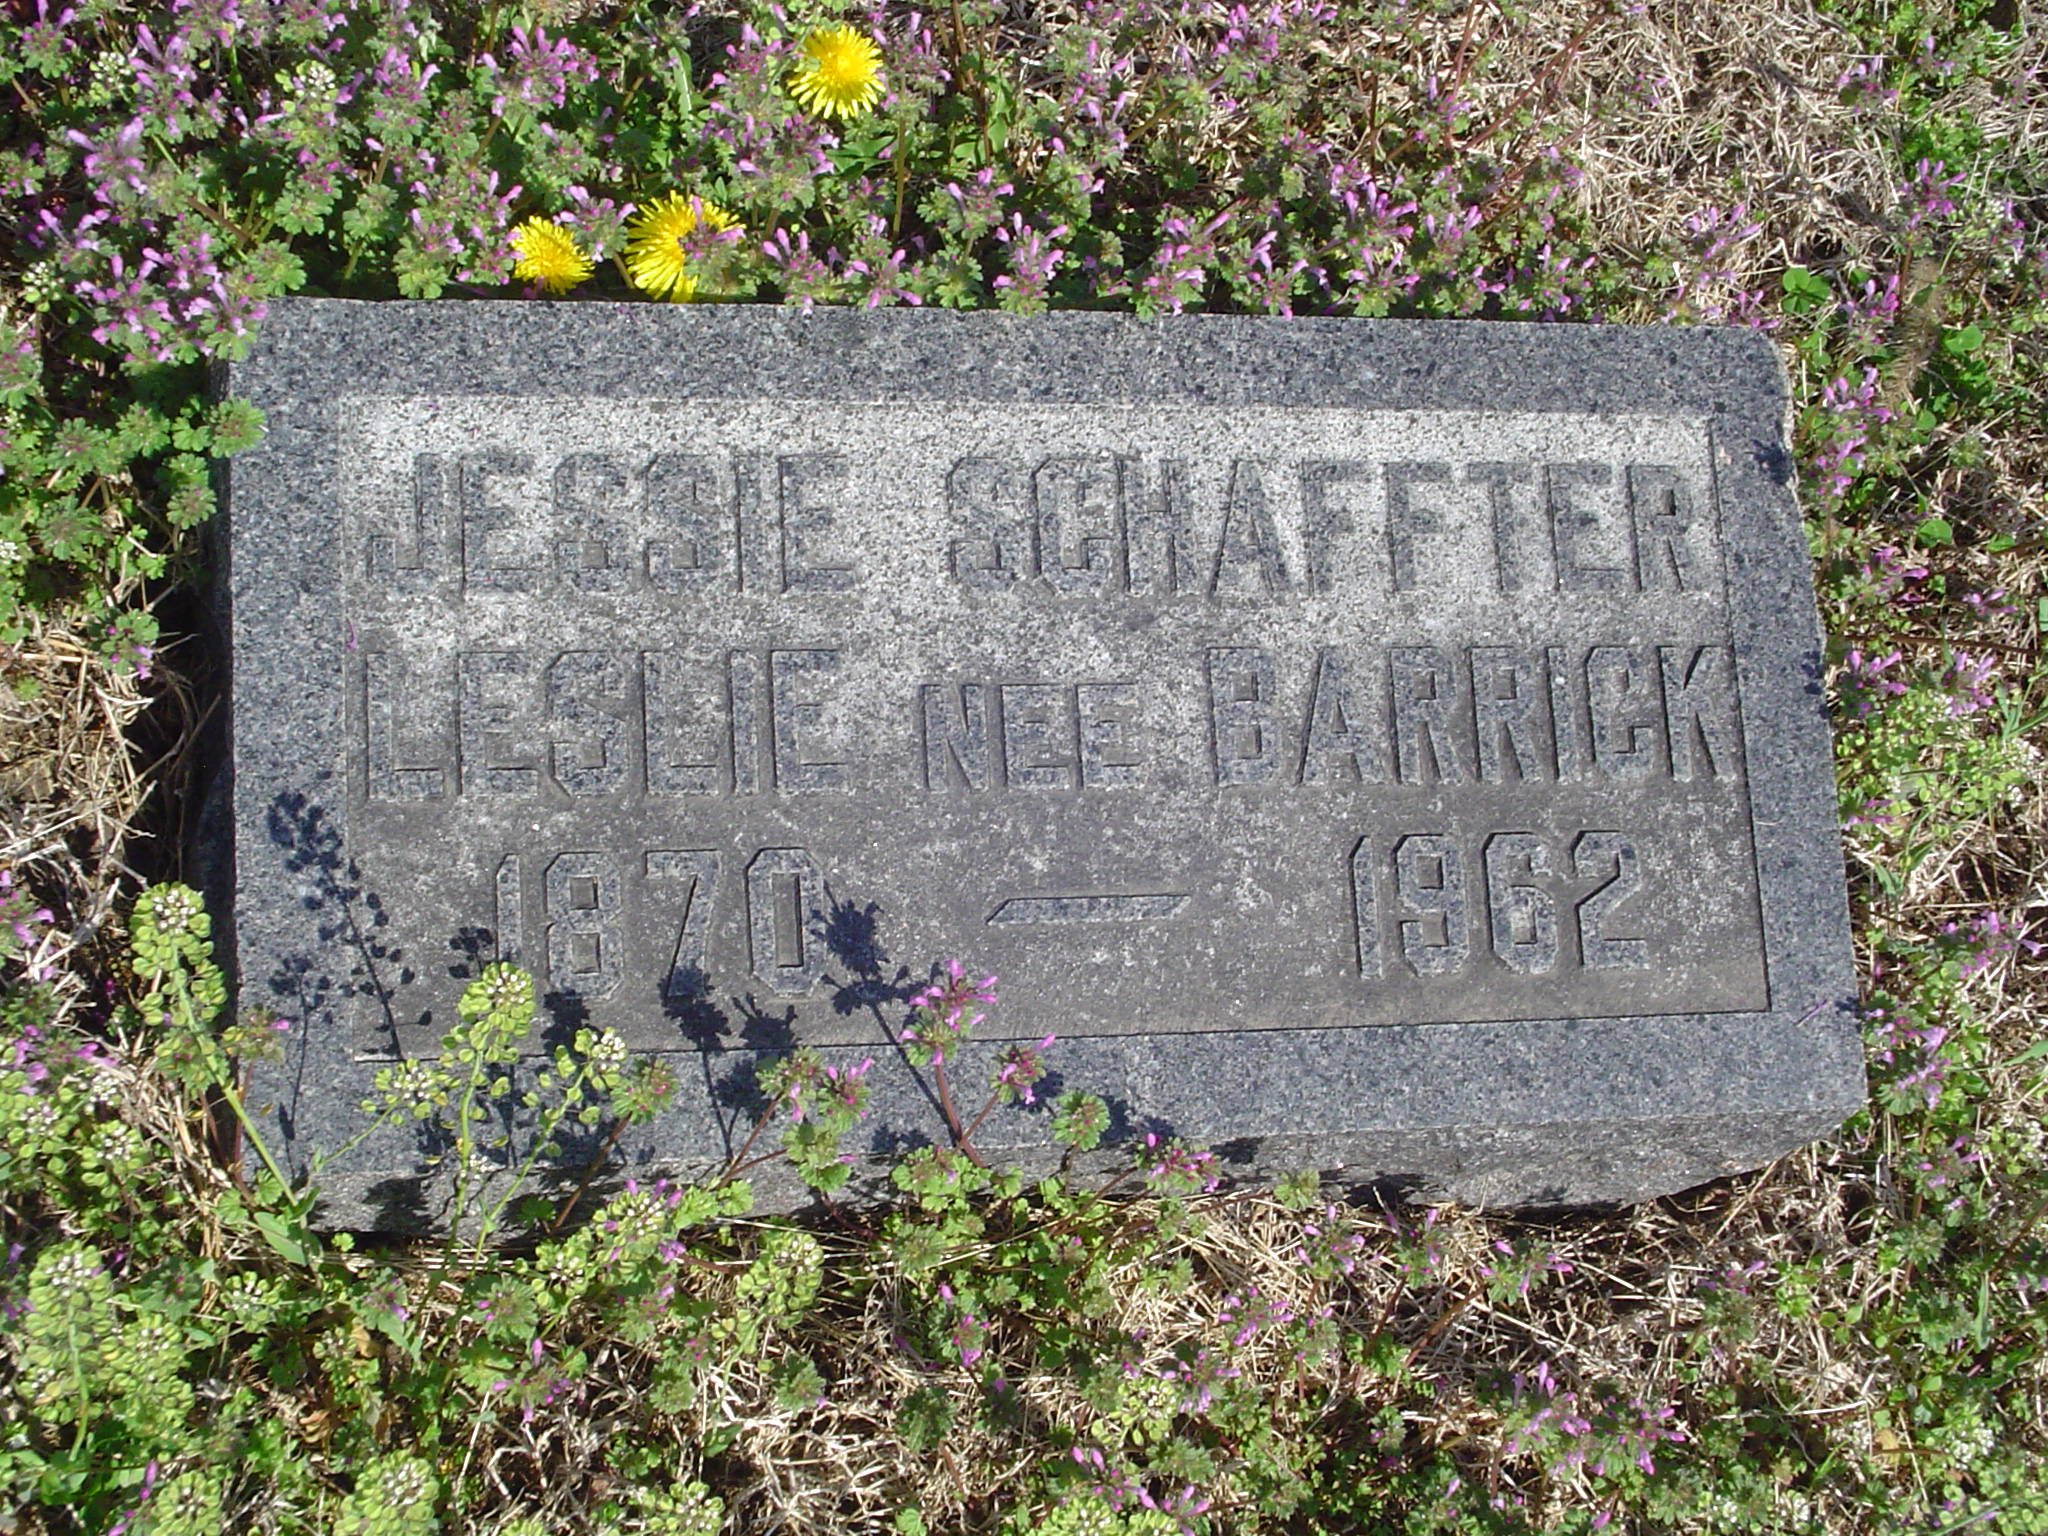 JESSIE SCHAFFTER
LESLIE NEE BARRICK
1870 — 1962